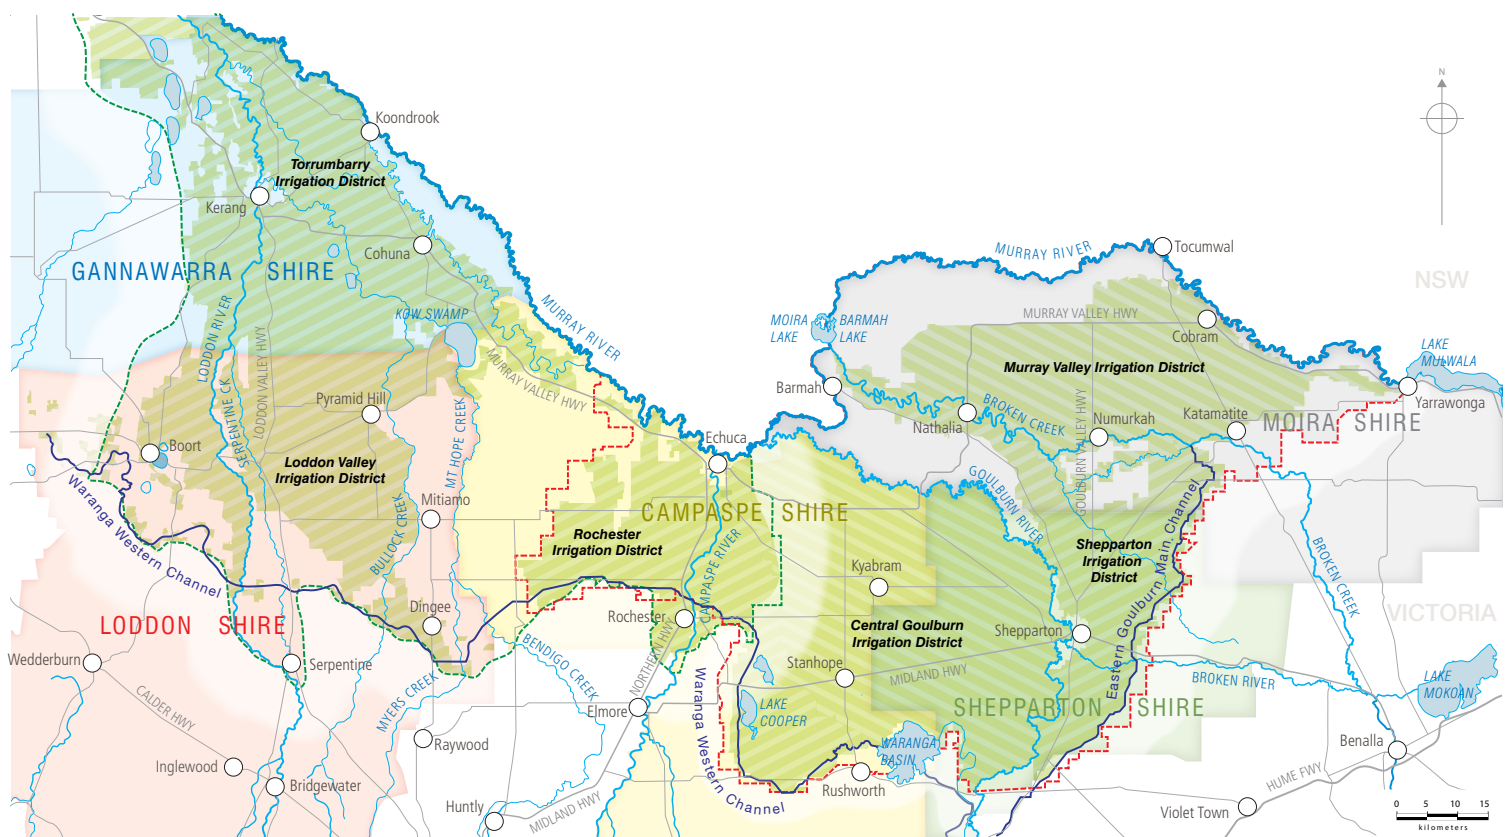 N
Koondrook
Torrumbarry
Irrigation District
Kerang
Cohuna
GANNAWARRA SHIRE
LODDON RIVER
KOW SWAMP
MURRAY RIVER
MURRAY VALLEY HWY
LODDON VALLEY HWY
SERPENTINE CK
Pyramid Hill
MT HOPE CREEK
Boort
Loddon Valley
Irrigation District
Mitiamo
BULLOCK CREEK
Waranga Western Channel
Dingee
LODDON SHIRE
Wedderburn
Serpentine
CALDER HWY
MYERS CREEK
BENDIGO CREEK
Inglewood
Bridgewater
Raywood
Huntly
MIDLAND HWY
Elmore
NORTHERN HWY
Rochester
CAMPASPE RIVER
Rochester
Irrigation District
CAMPASPE SHIRE
Echuca
Waranga Western Channel
LAKE
COOPER
Stanhope
Kyabram
Central Goulburn
Irrigation District
MIDLAND HWY
WARANGA
BASIN
Rushworth
MURRAY RIVER
Tocumwal
NSW
MOIRA
LAKE
BARMAH
LAKE
MURRAY VALLEY HWY
Cobram
LAKE
MULWALA
Barmah
Murray Valley Irrigation District
Yarrawonga
Nathalia
BROKEN CREEK
GOULBURN VALLEY HWY
Numurkah
Katamatite
MOIRA SHIRE
GOULBURN RIVER
Shepparton
Irrigation
District
Eastern Goulburn Main. Channel
BROKEN CREEK
VICTORIA
Shepparton
BROKEN RIVER
LAKE
MOKOAN
SHEPPARTON SHIRE
Benalla
HUME FWY
Violet Town
0 5 10 15
kilometers